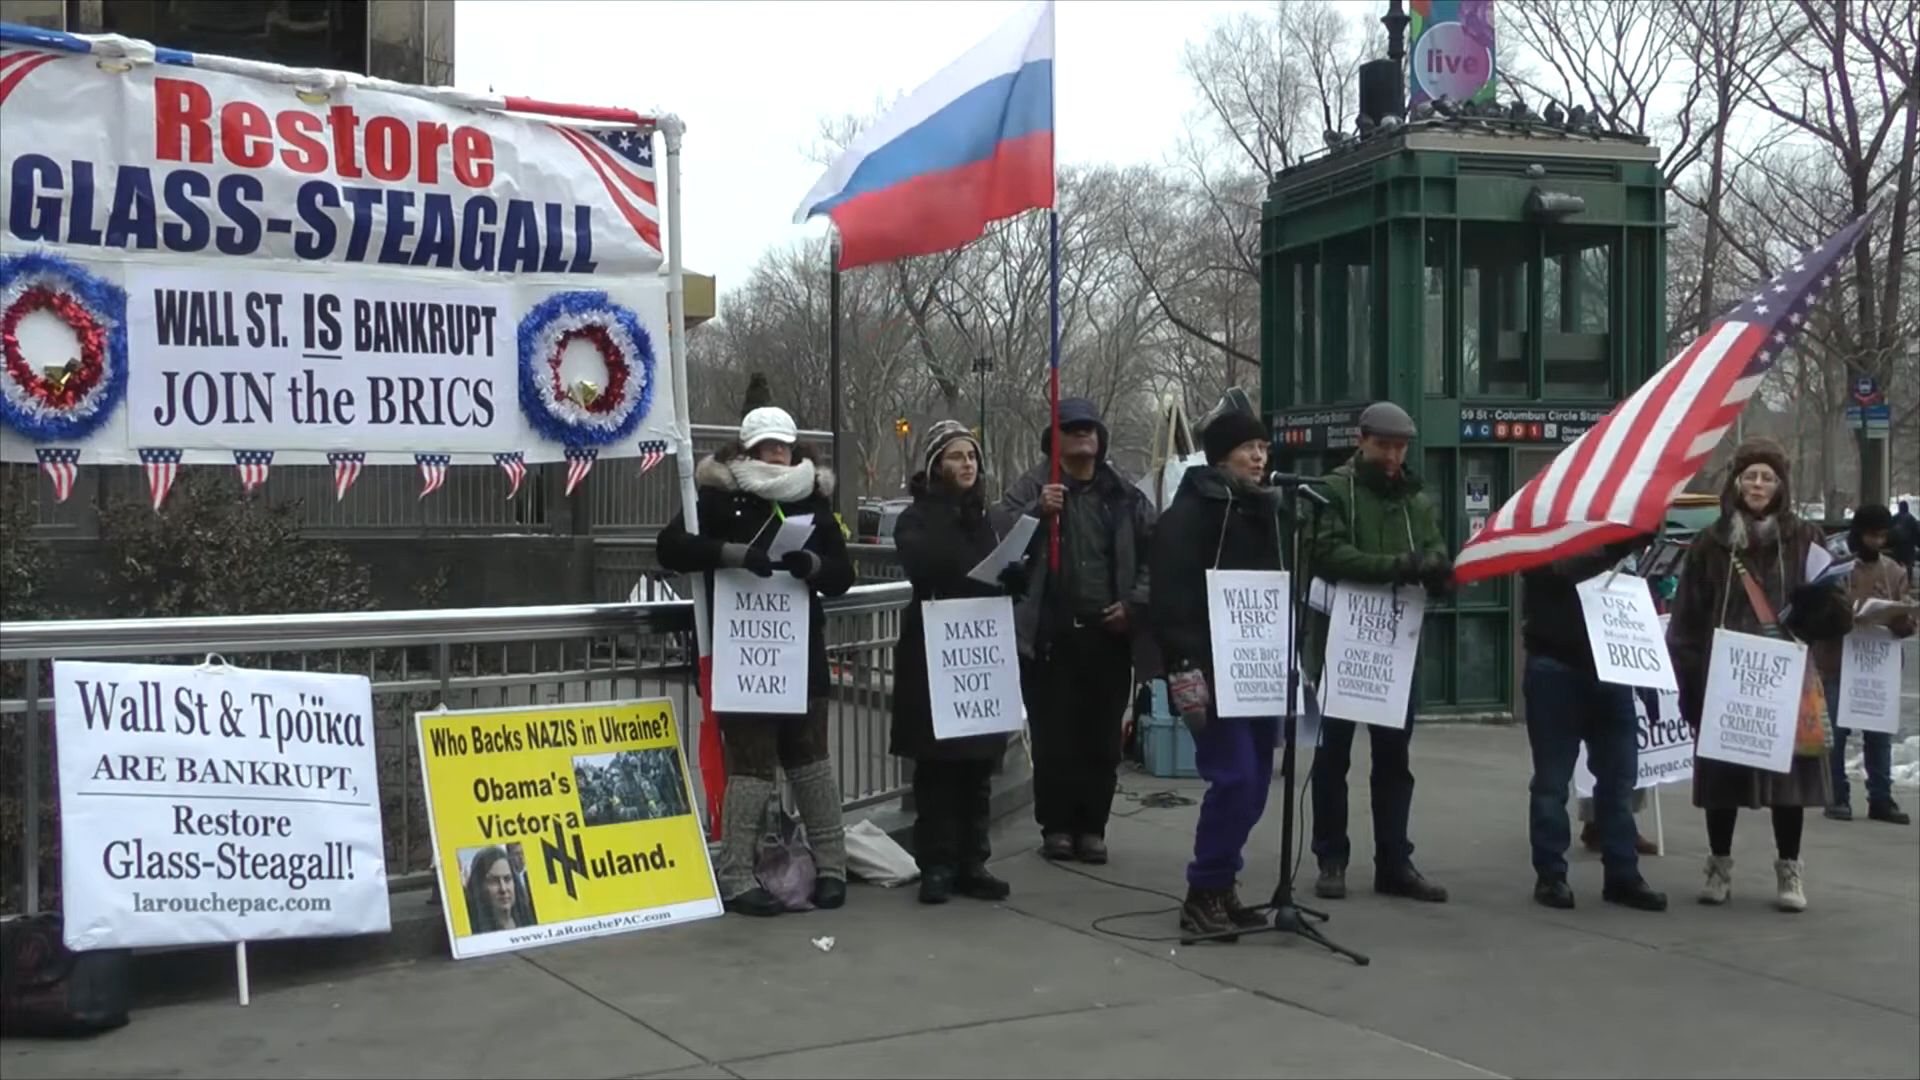 Restore
GLASS-STEAGALL
WALL ST. IS BANKRUPT
JOIN the BRICS
Wall St & Τρόϊκα
ARE BANKRUPT,
Restore
Glass-Steagall!
larouchepac.com
Who Backs NAZIS in Ukraine?
Obama's
Victoria
Nuland.
www.LaRouchePAC.com
MAKE
MUSIC,
NOT
WAR!
MAKE
MUSIC,
NOT
WAR!
WALL ST
HSBC
ETC :
ONE BIG
CRIMINAL
CONSPIRACY
WALL ST
HSBC
ETC :
ONE BIG
CRIMINAL
CONSPIRACY
live
59 St - Columbus Circle Station
A C B D 1
USA
&
Greece
Must Join
BRICS
Street
WALL ST
HSBC
ETC :
ONE BIG
CRIMINAL
CONSPIRACY
WALL ST
HSBC
ETC :
ONE BIG
CRIMINAL
CONSPIRACY